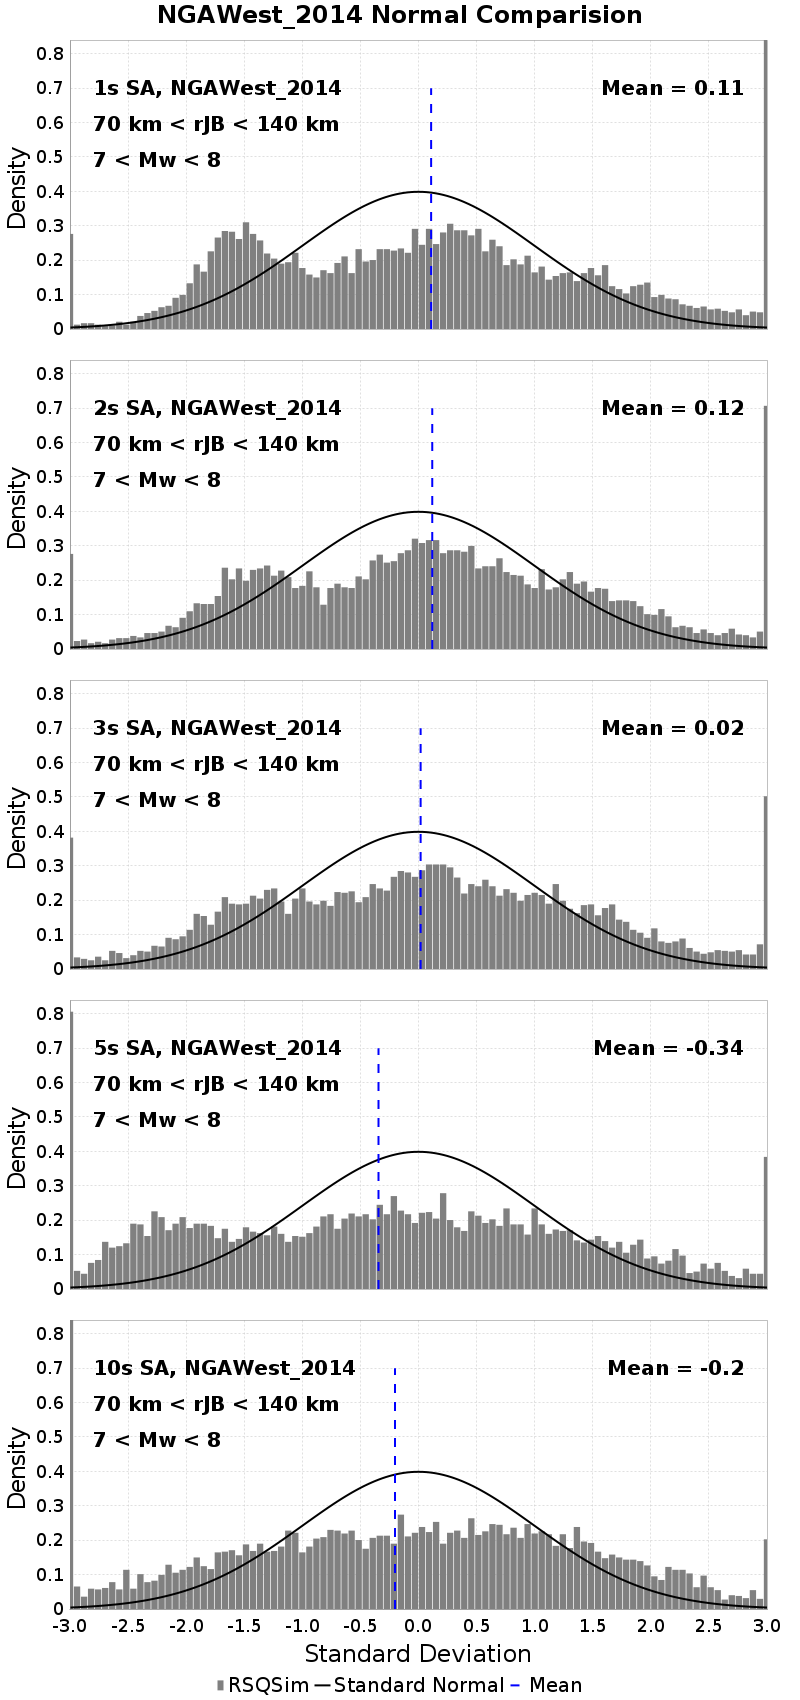 NGAWest_2014 Normal Comparision
0.8
0.7
0.6
0.5
0.4
0.3
0.2
0.1
0
Density
1s SA, NGAWest_2014
Mean = 0.11
70 km < rJB < 140 km
7 < Mw < 8
0.8
0.7
0.6
0.5
0.4
0.3
0.2
0.1
0
Density
2s SA, NGAWest_2014
Mean = 0.12
70 km < rJB < 140 km
7 < Mw < 8
0.8
0.7
0.6
0.5
0.4
0.3
0.2
0.1
0
Density
3s SA, NGAWest_2014
Mean = 0.02
70 km < rJB < 140 km
7 < Mw < 8
0.8
0.7
0.6
0.5
0.4
0.3
0.2
0.1
0
Density
5s SA, NGAWest_2014
Mean = -0.34
70 km < rJB < 140 km
7 < Mw < 8
0.8
0.7
0.6
0.5
0.4
0.3
0.2
0.1
0
Density
10s SA, NGAWest_2014
Mean = -0.2
70 km < rJB < 140 km
7 < Mw < 8
-3.0 -2.5 -2.0 -1.5 -1.0 -0.5 0.0 0.5 1.0 1.5 2.0 2.5 3.0
Standard Deviation
RSQSim Standard Normal Mean